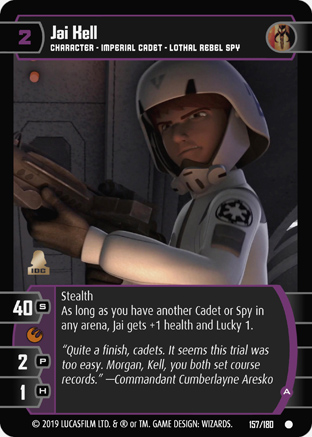 2
Jai Kell
CHARACTER - IMPERIAL CADET - LOTHAL REBEL SPY
IDC
40 S
2 P
1 H
Stealth
As long as you have another Cadet or Spy in
any arena, Jai gets +1 health and Lucky 1.
“Quite a finish, cadets. It seems this trial was
too easy. Morgan, Kell, you both set course
records.” —Commandant Cumberlayne Aresko
A
© 2019 LUCASFILM LTD. & ® or TM. GAME DESIGN: WIZARDS.
157/180